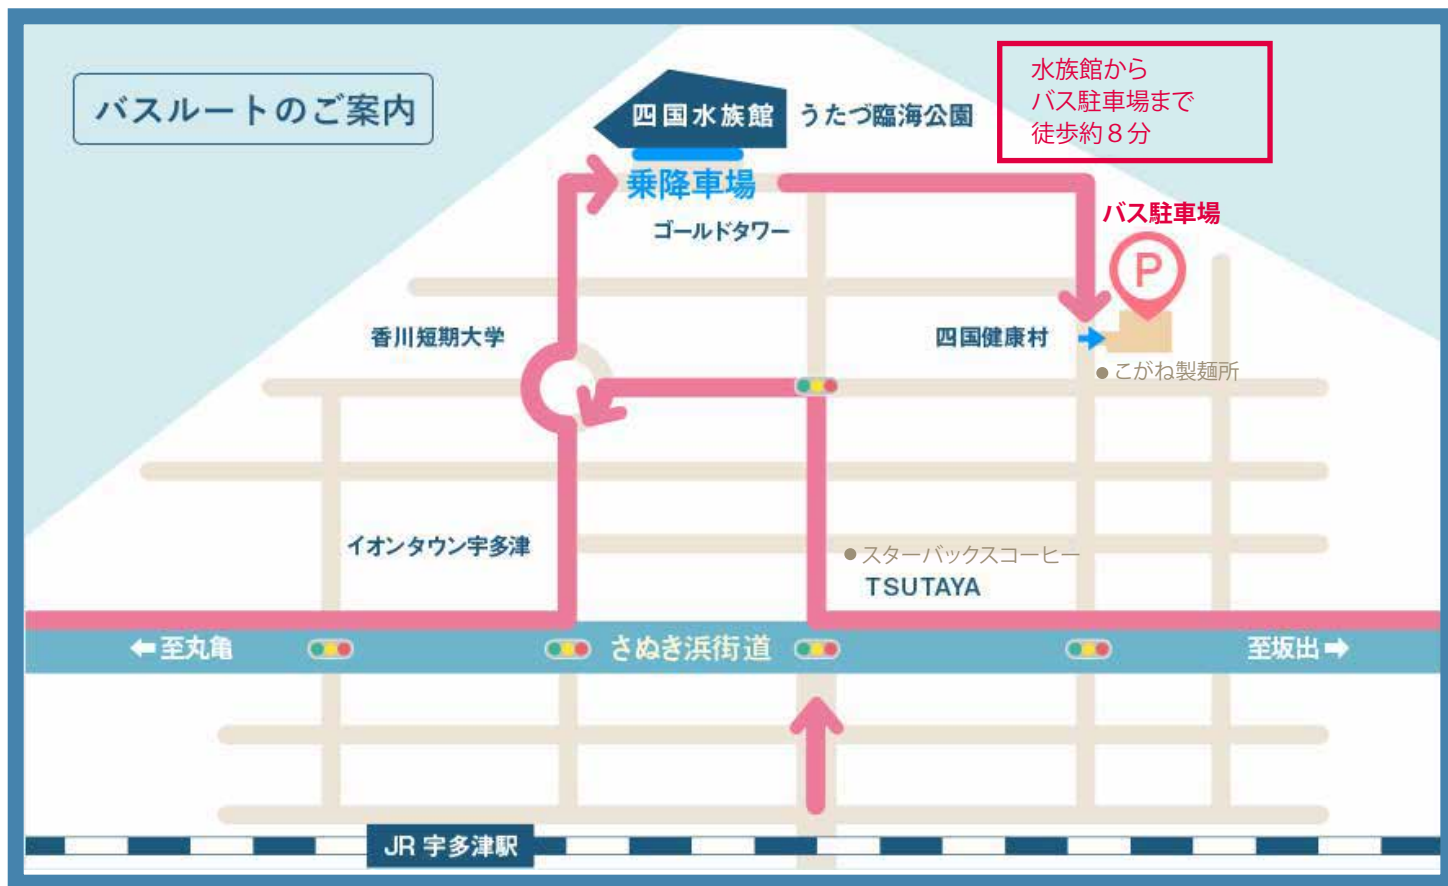 バスルートのご案内
四国水族館
うたづ臨海公園
水族館から
バス駐車場まで
徒歩約８分
乗降車場
バス駐車場
ゴールドタワー
P
香川短期大学
四国健康村
こがね製麺所
イオンタウン宇多津
スターバックスコーヒー
TSUTAYA
←至丸亀
さぬき浜街道
至坂出→
JR 宇多津駅